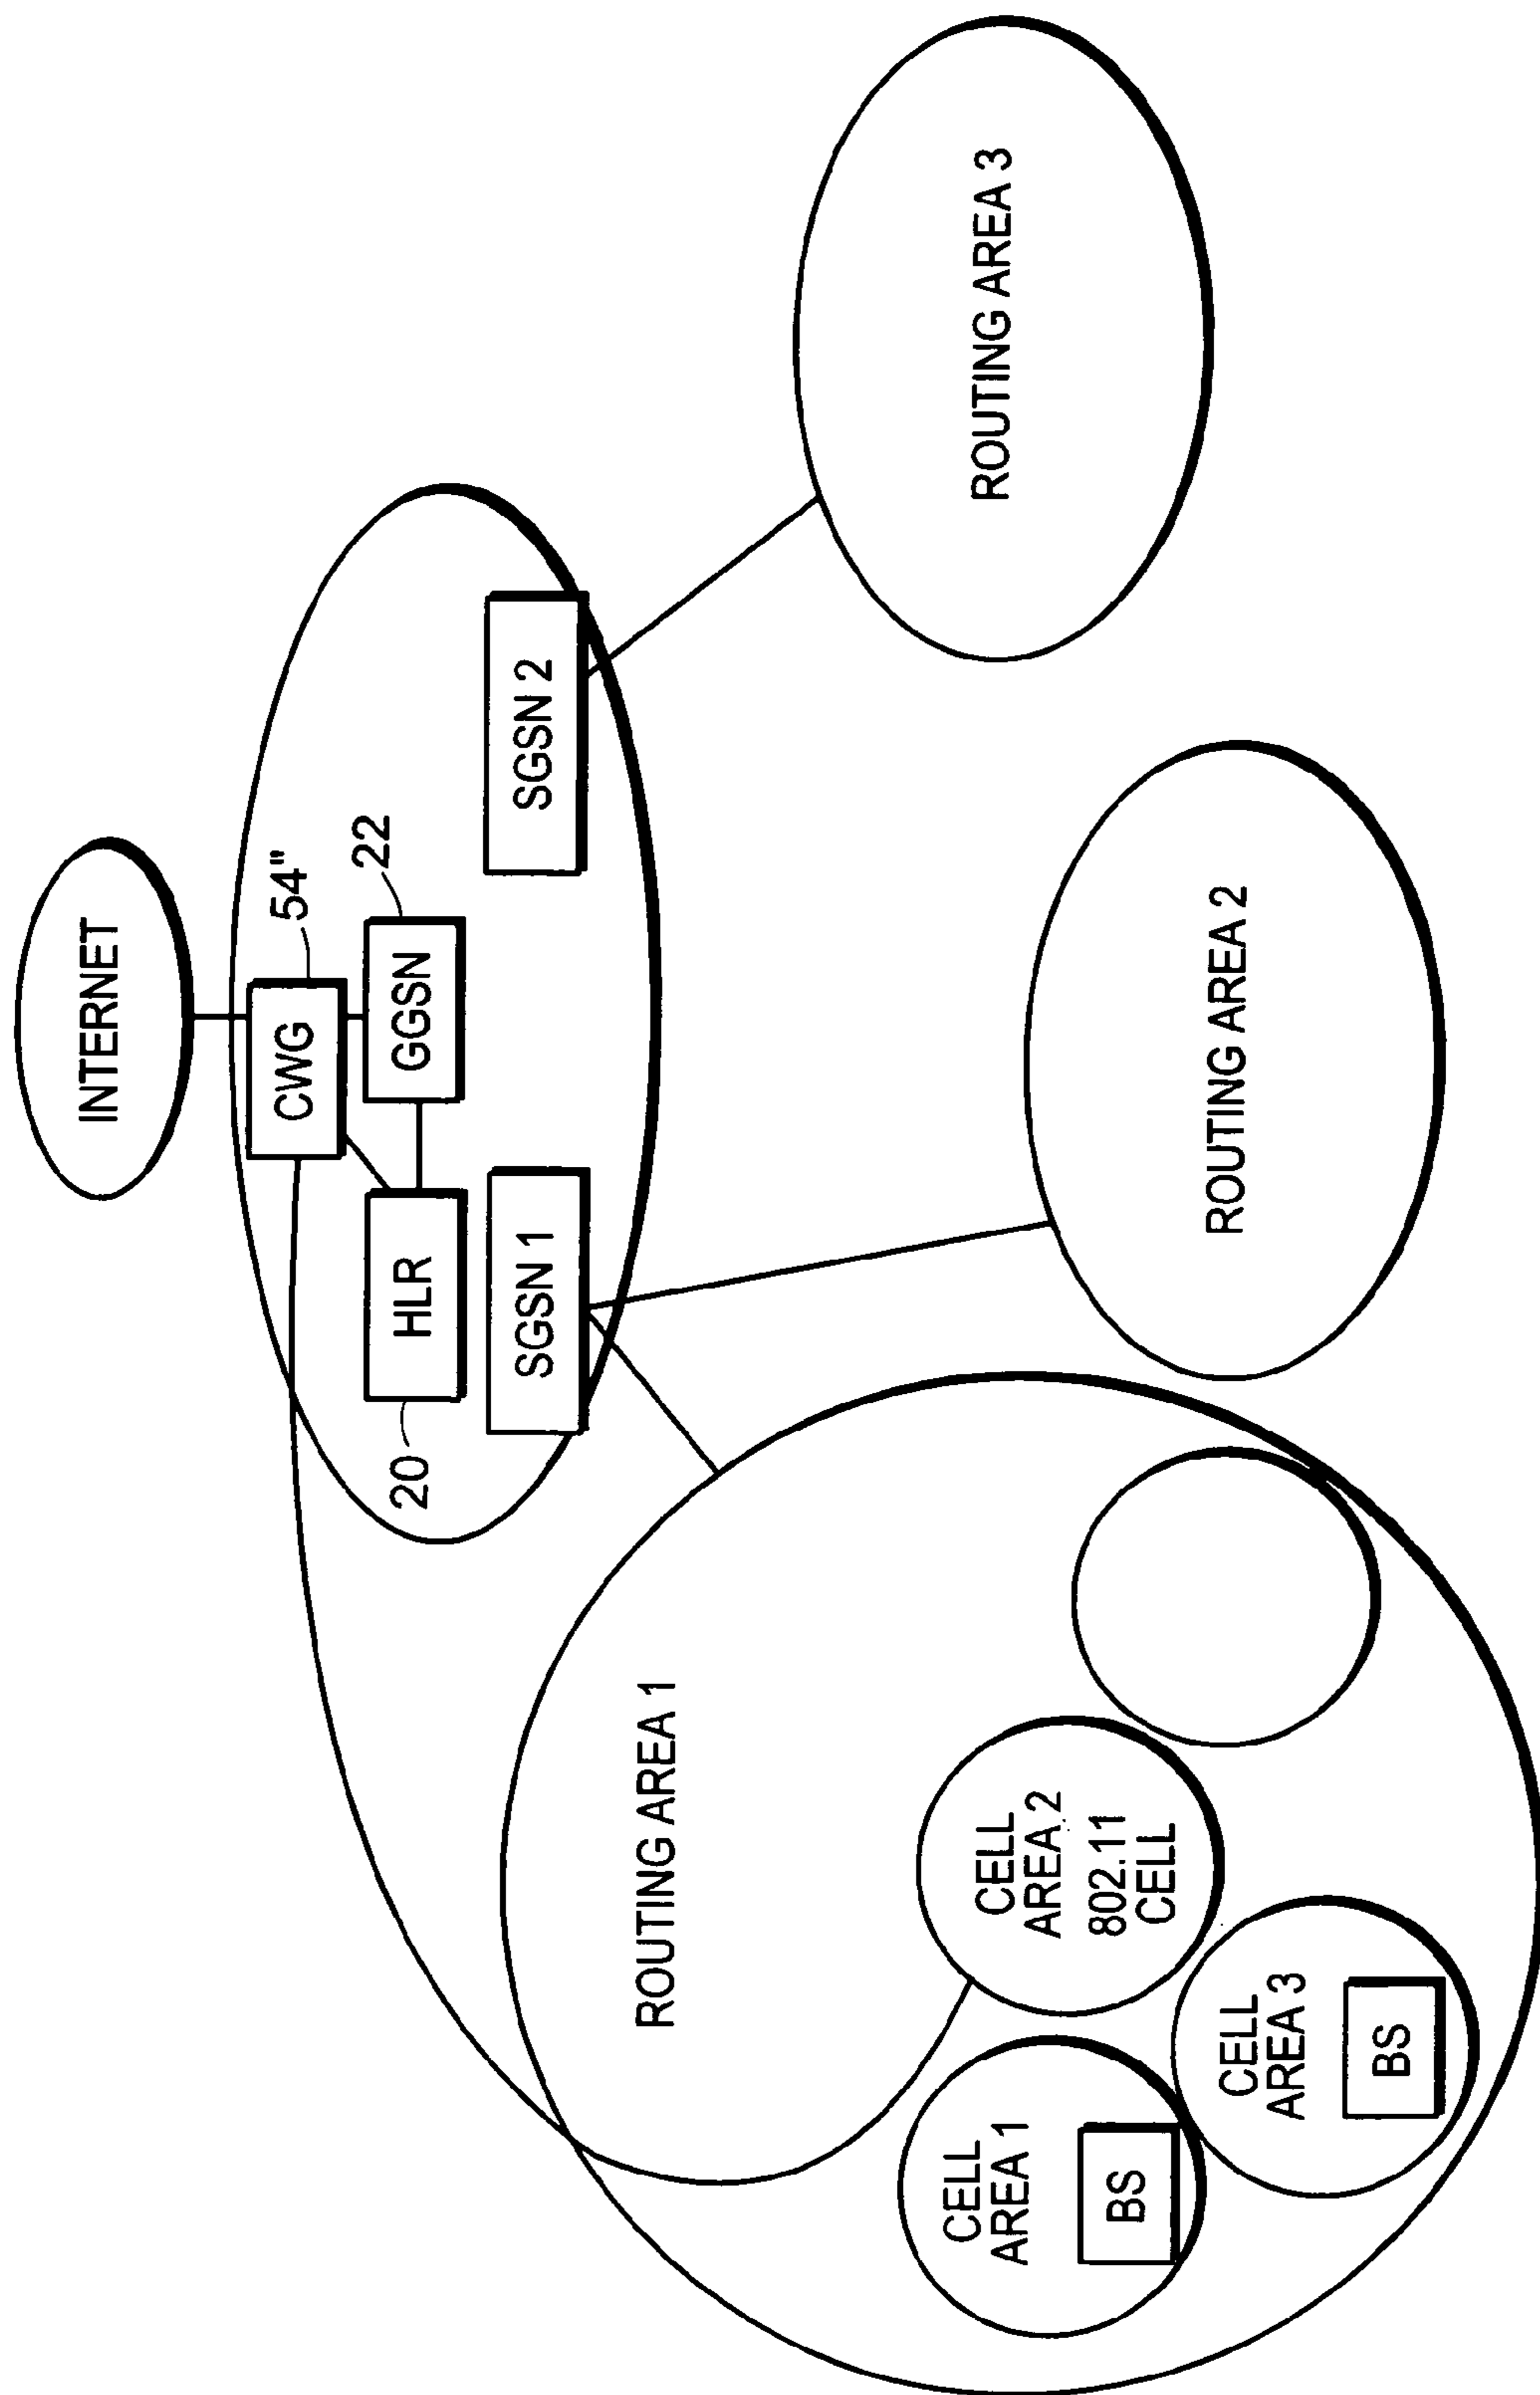 INTERNET
CWG
54"
HLR
GGSN
22
20
SGSN 1
SGSN 2
ROUTING AREA 1
ROUTING AREA 2
ROUTING AREA 3
CELL
AREA 1
BS
CELL
AREA 2
802.11
CELL
CELL
AREA 3
BS